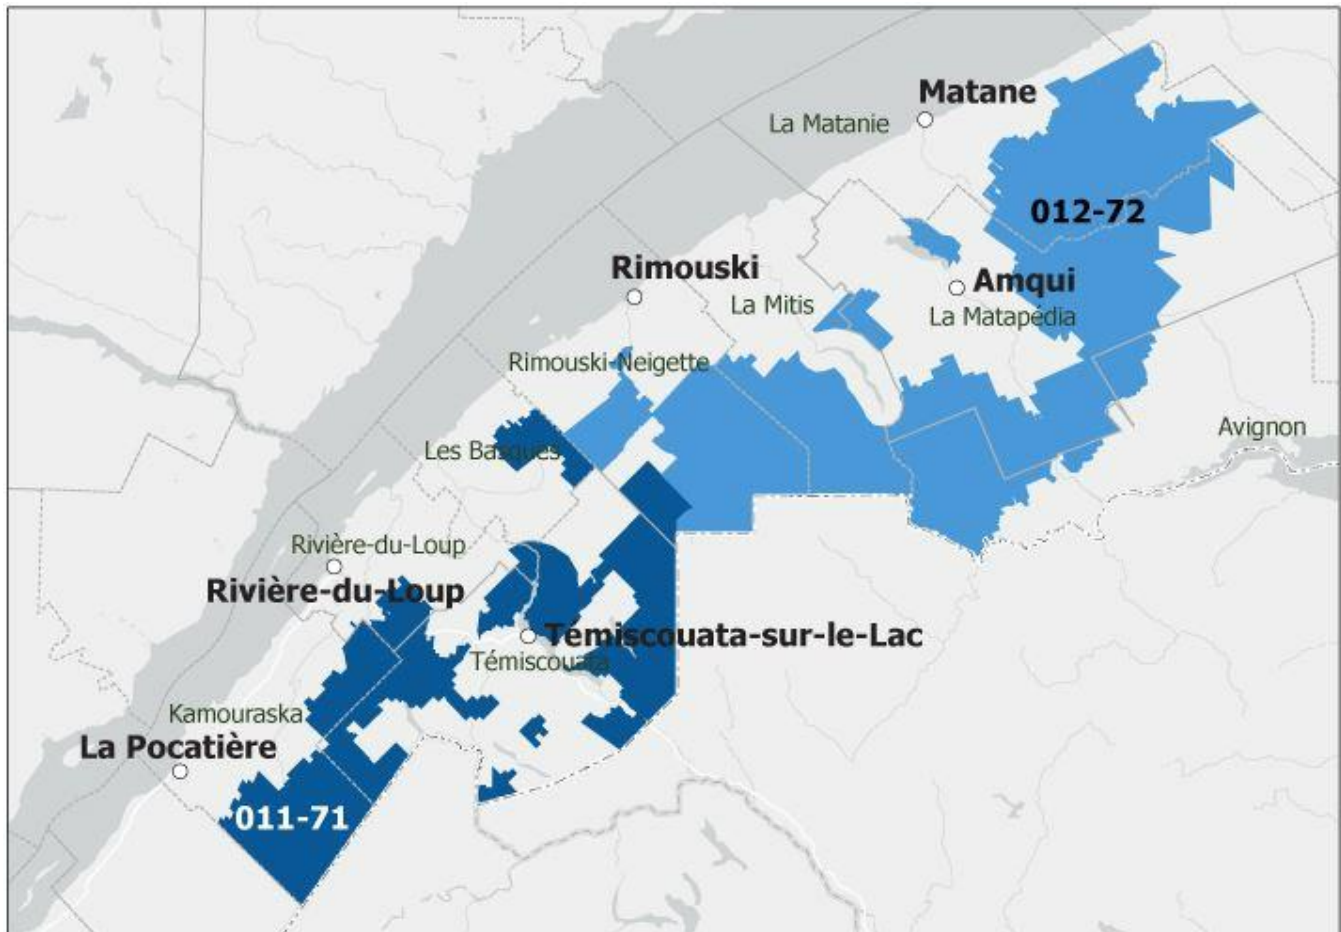 Matane
La Matanie
012-72
Rimouski
Amqui
La Mitis
La Matapédia
Rimouski-Neigette
Avignon
Les Basques
Rivière-du-Loup
Rivière-du-Loup
Témiscouata-sur-le-Lac
Témiscouata
Kamouraska
La Pocatière
011-71